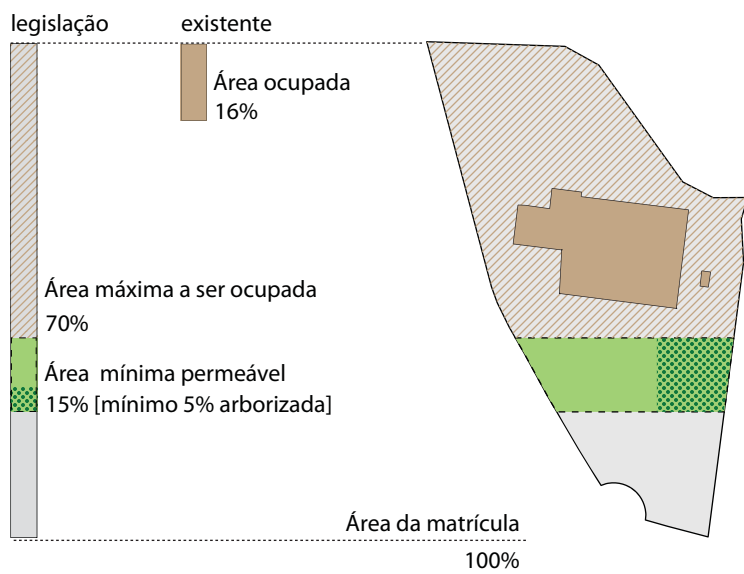 legislação
existente
Área ocupada
16%
Área máxima a ser ocupada
70%
Área mínima permeável
15% [mínimo 5% arborizada]
Área da matrícula
100%